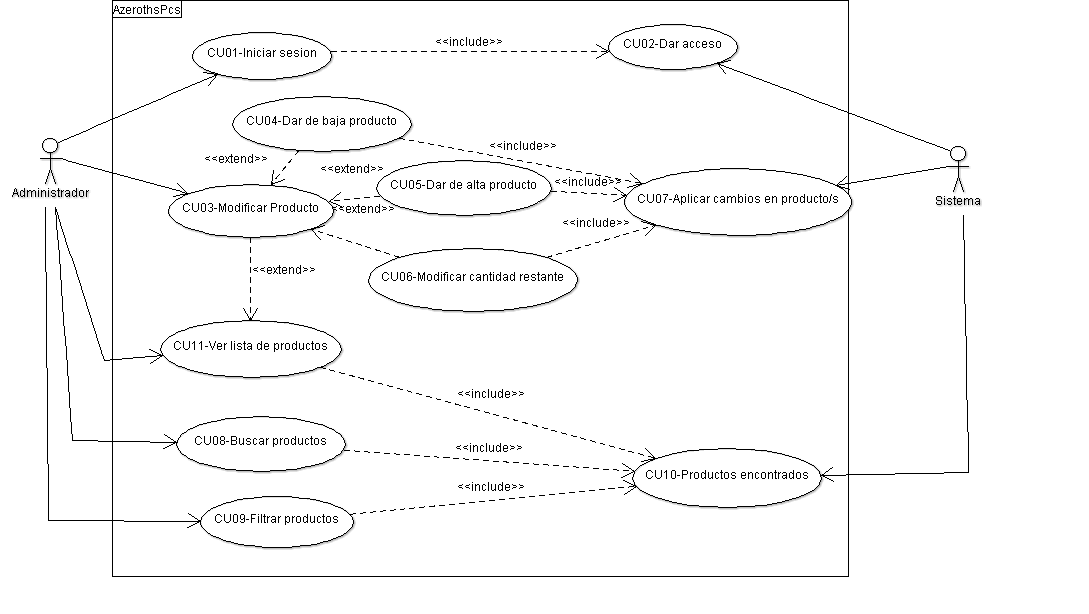 AzerothsPcs
CU01-Iniciar sesion
<<include>>
CU02-Dar acceso
CU04-Dar de baja producto
<<include>>
<<extend>>
<<extend>>
CU05-Dar de alta producto
<<include>>
Administrador
CU03-Modificar Producto
<<extend>>
CU07-Aplicar cambios en producto/s
Sistema
<<include>>
<<extend>>
CU06-Modificar cantidad restante
CU11-Ver lista de productos
<<include>>
CU08-Buscar productos
<<include>>
CU10-Productos encontrados
<<include>>
CU09-Filtrar productos